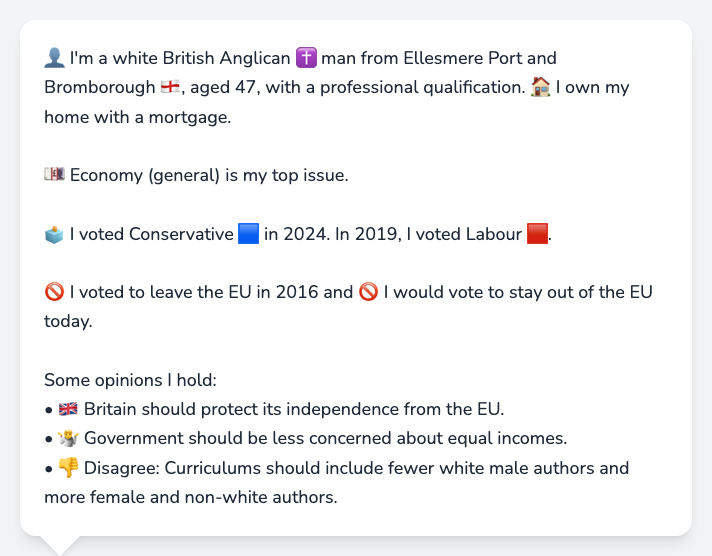 👤 I'm a white British Anglican ✝️ man from Ellesmere Port and
Bromborough 🏴󠁧󠁢󠁥󠁮󠁧󠁿, aged 47, with a professional qualification. 🏠 I own my
home with a mortgage.
💷 Economy (general) is my top issue.
🗳️ I voted Conservative 🟦 in 2024. In 2019, I voted Labour 🟥.
🚫 I voted to leave the EU in 2016 and 🚫 I would vote to stay out of the EU
today.
Some opinions I hold:
• 🇬🇧 Britain should protect its independence from the EU.
• 🤷 Government should be less concerned about equal incomes.
• 👎 Disagree: Curriculums should include fewer white male authors and
more female and non-white authors.